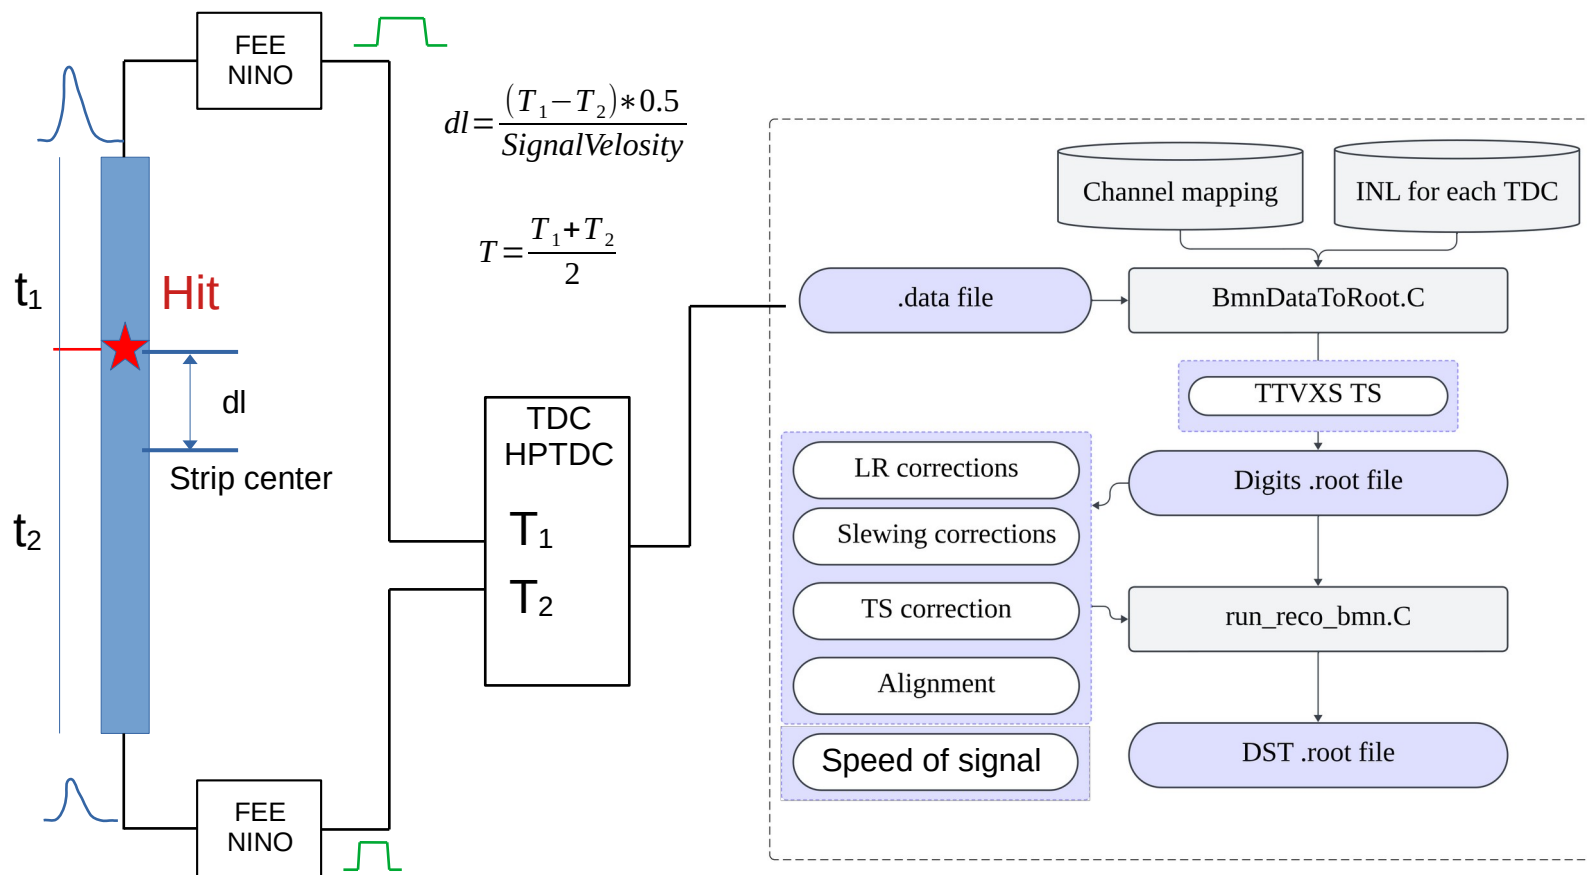 FEE
NINO
dl=(T1−T2)*0.5
SignalVelosity
T=T1+T2
2
t1
Hit
dl
Strip center
t2
TDC
HPTDC
T1
T2
FEE
NINO
Channel mapping
INL for each TDC
.data file
BmnDataToRoot.C
TTVXS TS
LR corrections
Digits .root file
Slewing corrections
TS correction
run_reco_bmn.C
Alignment
Speed of signal
DST .root file